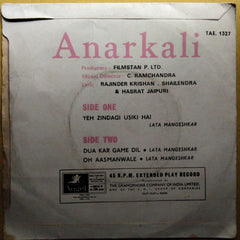 TAE. 1327
Anarkali
Producers : FILMSTAN P. LTD.
Music Director : C. RAMCHANDRA
Lyric : RAJINDER KRISHAN . SHAILENDRA
& HASRAT JAIPURI
SIDE ONE
YEH ZINDAGI USIKI HAI
LATA MANGESHKAR
SIDE TWO
DUA KAR GAME DIL • LATA MANGESHKAR
OH AASMANWALE • LATA MANGESHKAR
Angel
45 R.P.M. EXTENDED PLAY RECORD
THE GRAMOPHONE COMPANY OF INDIA LIMITED